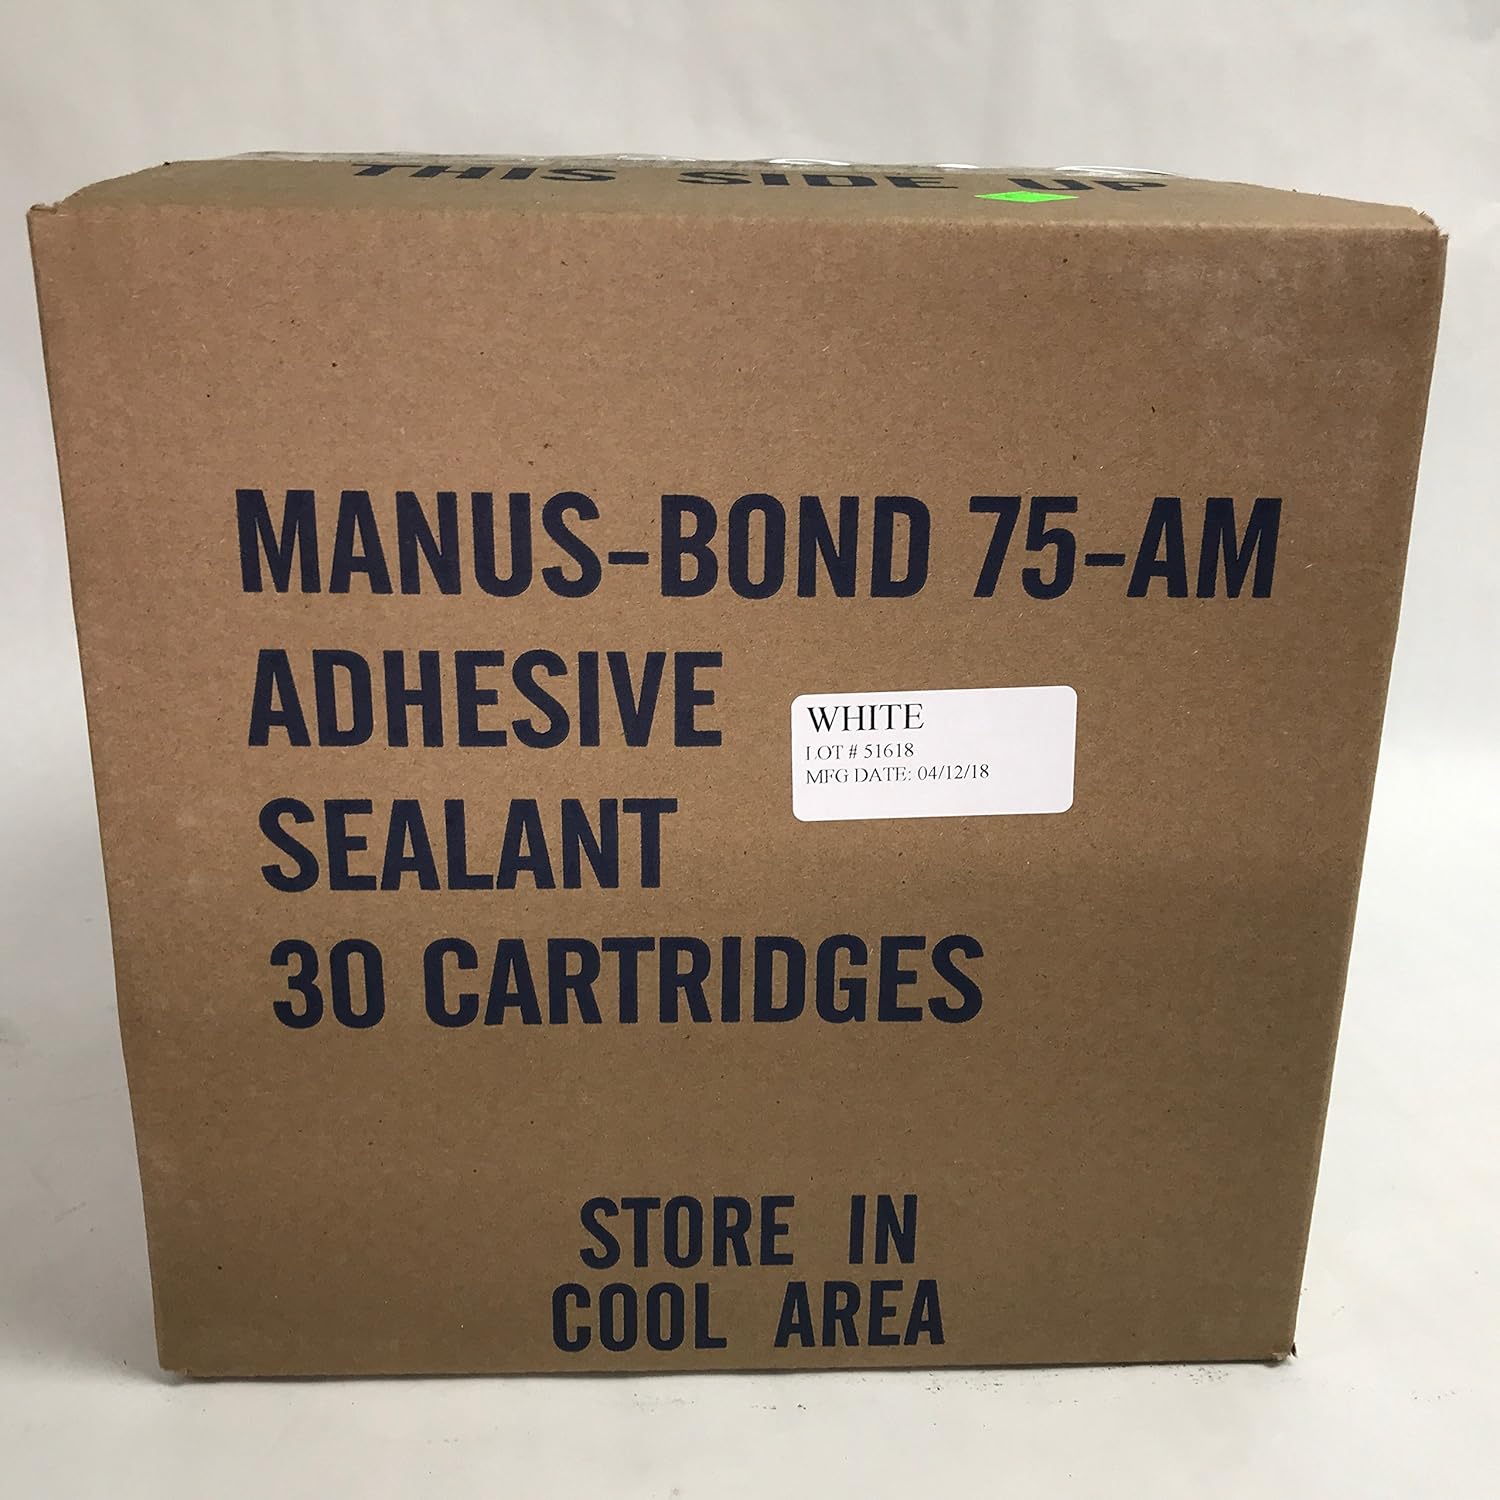 THIS SIDE UP
MANUS-BOND 75-AM
ADHESIVE
SEALANT
30 CARTRIDGES
WHITE
LOT # 51618
MFG DATE: 04/12/18
STORE IN
COOL AREA